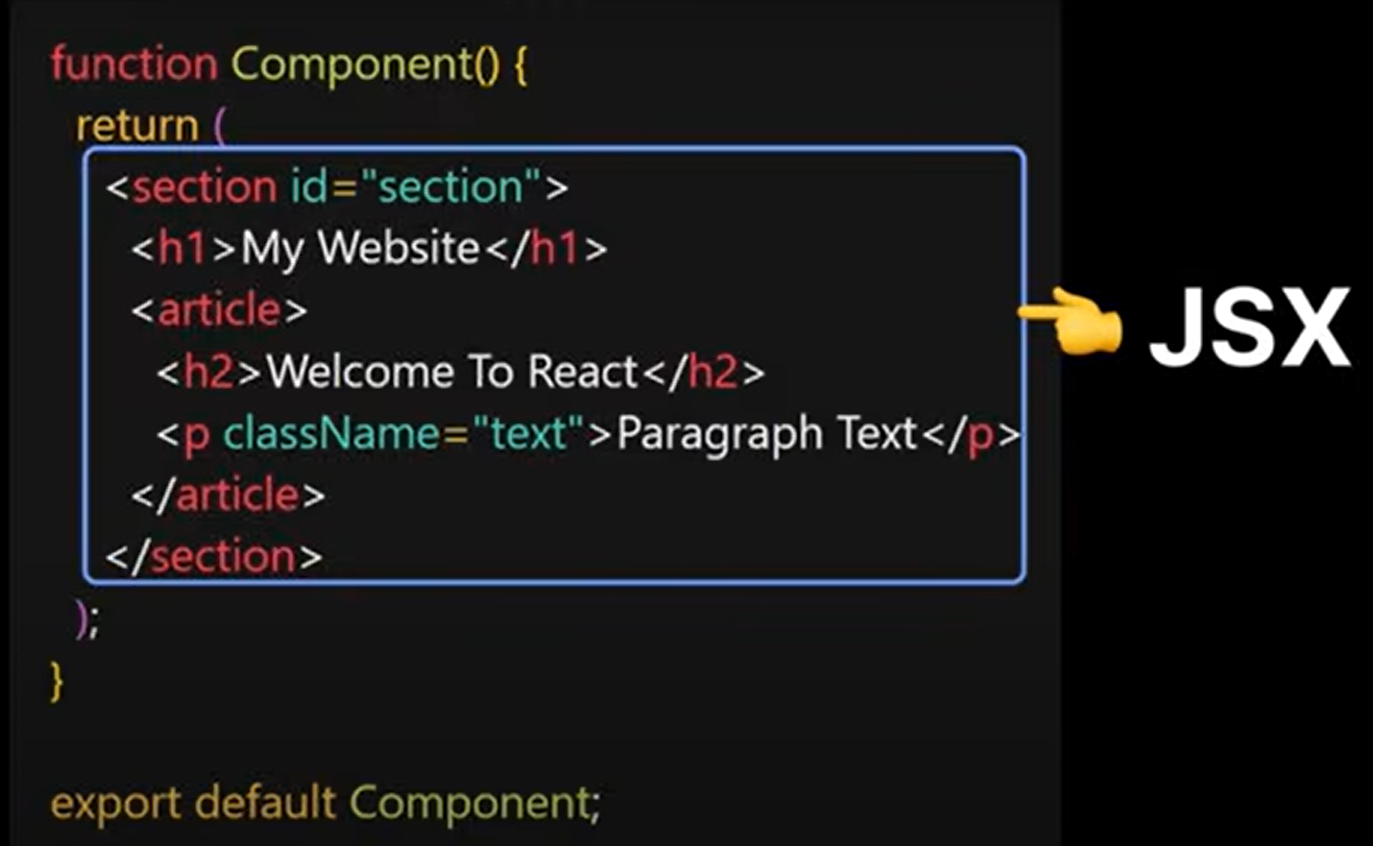 function Component() {
return (
<section id="section">
<h1>My Website</h1>
<article>
<h2>Welcome To React</h2>
<p className="text">Paragraph Text</p>
</article>
</section>
);
}
export default Component;
JSX